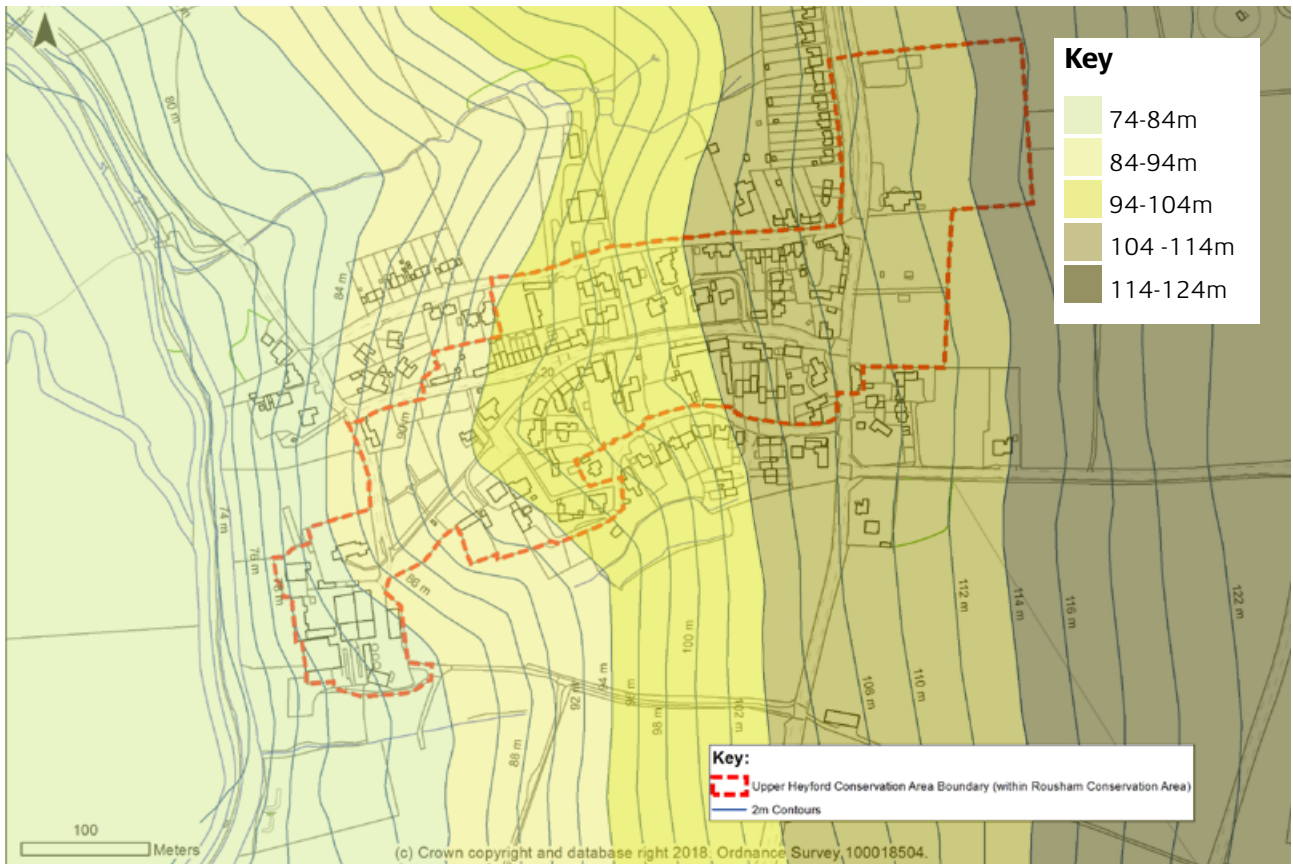 Key
74-84m
84-94m
94-104m
104 -114m
114-124m
80 m
84 m
90 m
20
74 m
76 m
78 m
86 m
88 m
92 m
94 m
96 m
98 m
100 m
102 m
108 m
110 m
112 m
114 m
116 m
122 m
Key:
Upper Heyford Conservation Area Boundary (within Rousham Conservation Area)
2m Contours
100
Meters
(c) Crown copyright and database right 2018. Ordnance Survey 100018504.